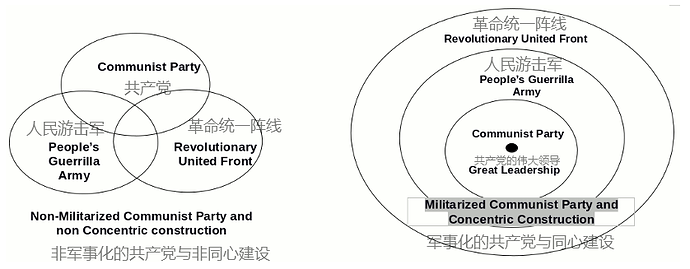 Communist Party
共产党
人民游击军
People's
Guerrilla
Army
革命统一阵线
Revolutionary
United Front
Non-Militarized Communist Party and
non Concentric construction
非军事化的共产党与非同心建设
革命统一阵线
Revolutionary United Front
人民游击军
People's Guerrilla
Army
Communist Party
共产党的伟大领导
Great Leadership
Militarized Communist Party and
Concentric Construction
军事化的共产党与同心建设